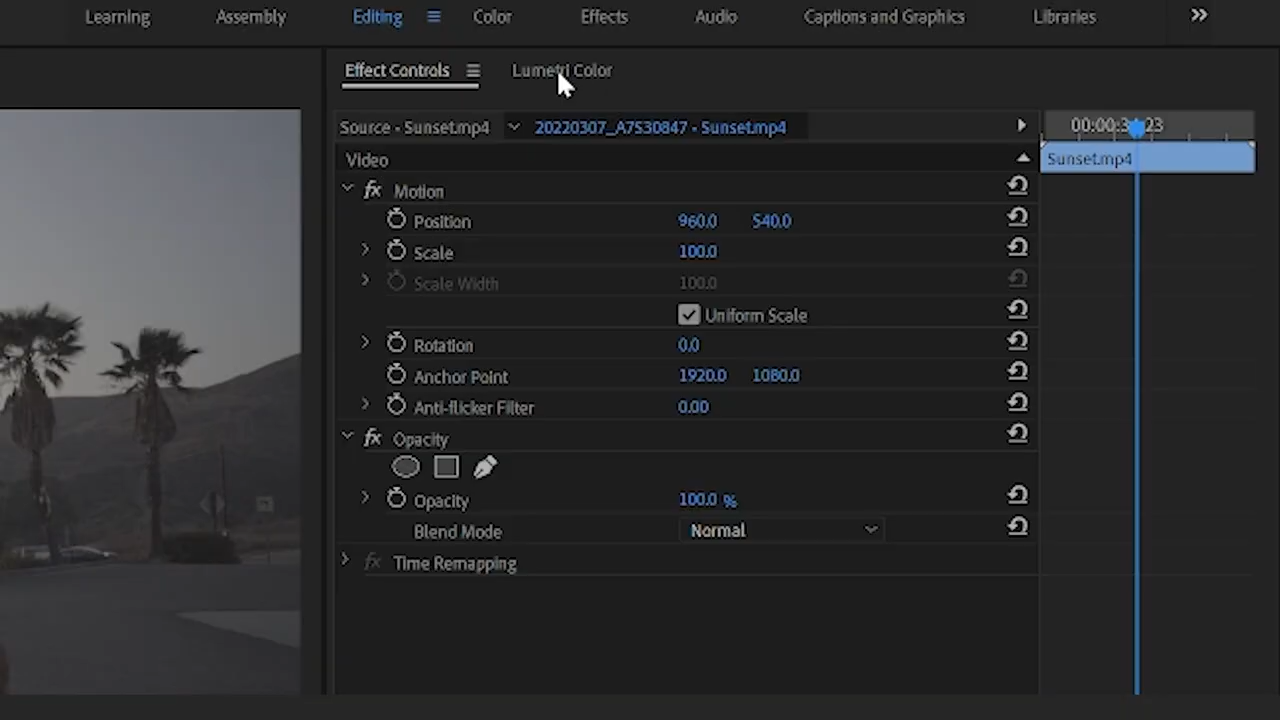 Learning Assembly Editing Color Effects Audio Captions and Graphics Libraries
Effect Controls Lumetri Color
Source - Sunset.mp4 20220307_A7S30847 - Sunset.mp4
Video Sunset.mp4
fx Motion
Position 960.0 540.0
Scale 100.0
Scale Width 100.0
Uniform Scale
Rotation 0.0
Anchor Point 1920.0 1080.0
Anti-flicker Filter 0.00
fx Opacity
Opacity 100.0 %
Blend Mode Normal
fx Time Remapping